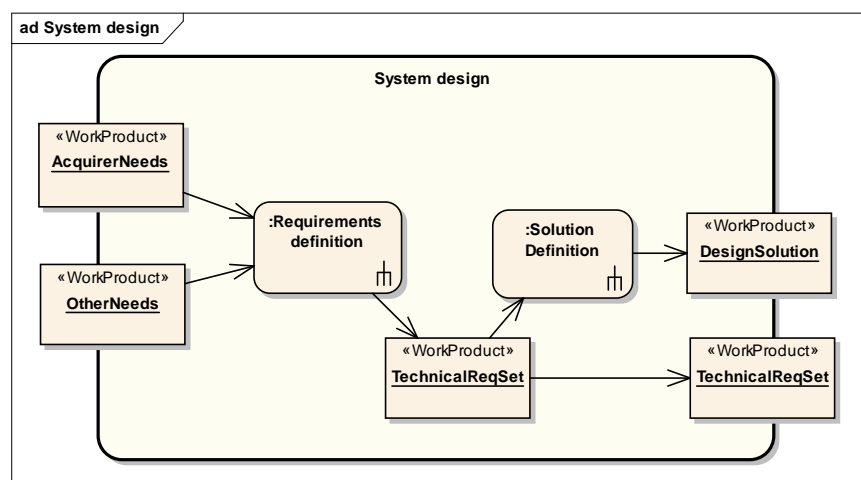 ad System design
System design
«WorkProduct»
AcquirerNeeds
«WorkProduct»
OtherNeeds
:Requirements
definition
:Solution
Definition
«WorkProduct»
DesignSolution
«WorkProduct»
TechnicalReqSet
«WorkProduct»
TechnicalReqSet